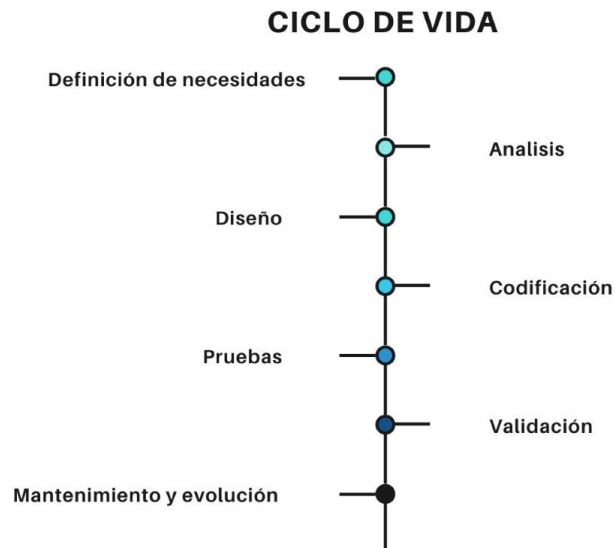 CICLO DE VIDA
Definición de necesidades
Analisis
Diseño
Codificación
Pruebas
Validación
Mantenimiento y evolución